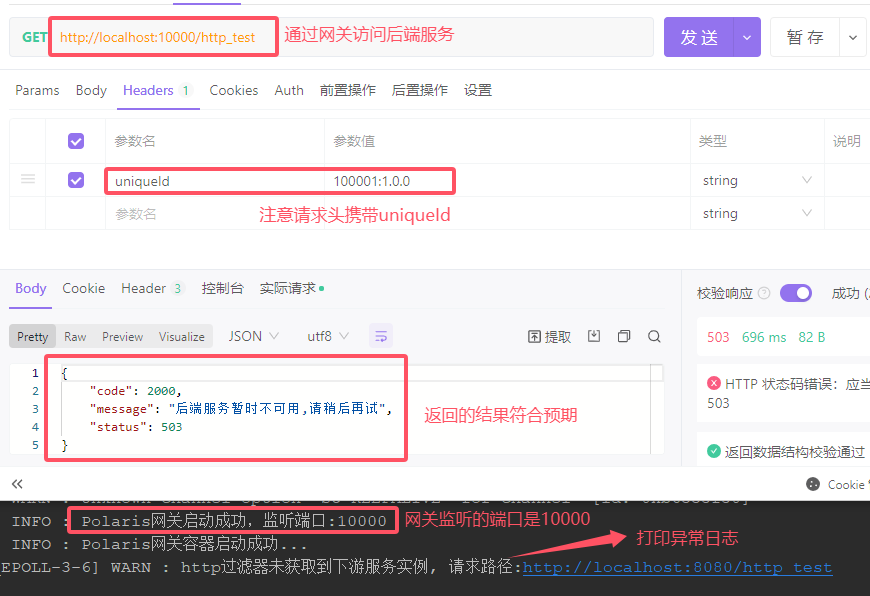 GET http://localhost:10000/http_test 通过网关访问后端服务 发 送 暂 存
Params Body Headers 1 Cookies Auth 前置操作 后置操作 设置
参数名 参数值 类型 说明
uniqueId 100001:1.0.0 string
参数名 注意请求头携带uniqueId string
Body Cookie Header 3 控制台 实际请求 校验响应 成功 (
Pretty Raw Preview Visualize JSON utf8 提取 503 696 ms 82 B
1 {
2 "code": 2000,
3 "message": "后端服务暂时不可用,请稍后再试",
4 "status": 503
5 }
返回的结果符合预期
HTTP 状态码错误：应当
503
返回数据结构校验通过
Cookie
INFO : Polaris网关启动成功, 监听端口:10000 网关监听的端口是10000
INFO : Polaris网关容器启动成功... 打印异常日志
EPOLL-3-6] WARN : http过滤器未获取到下游服务实例, 请求路径:http://localhost:8080/http_test